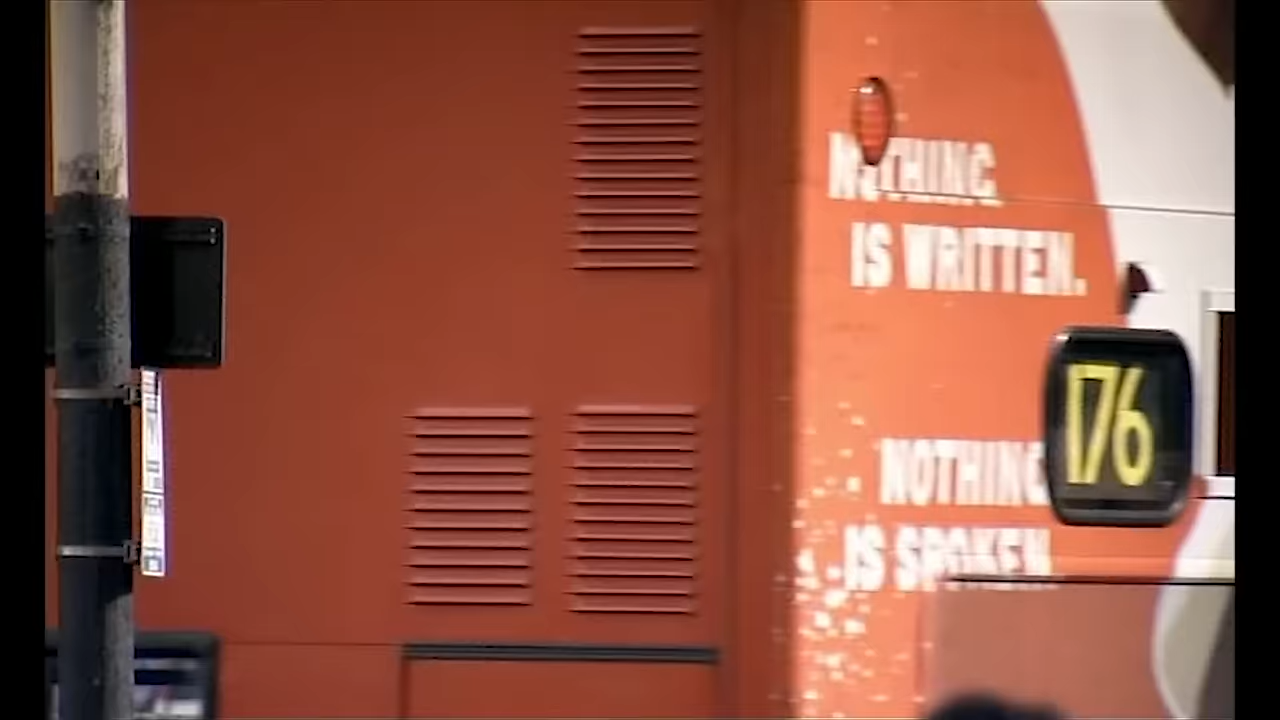 NOTHING
IS WRITTEN.
176
NOTHING
IS SPOKEN